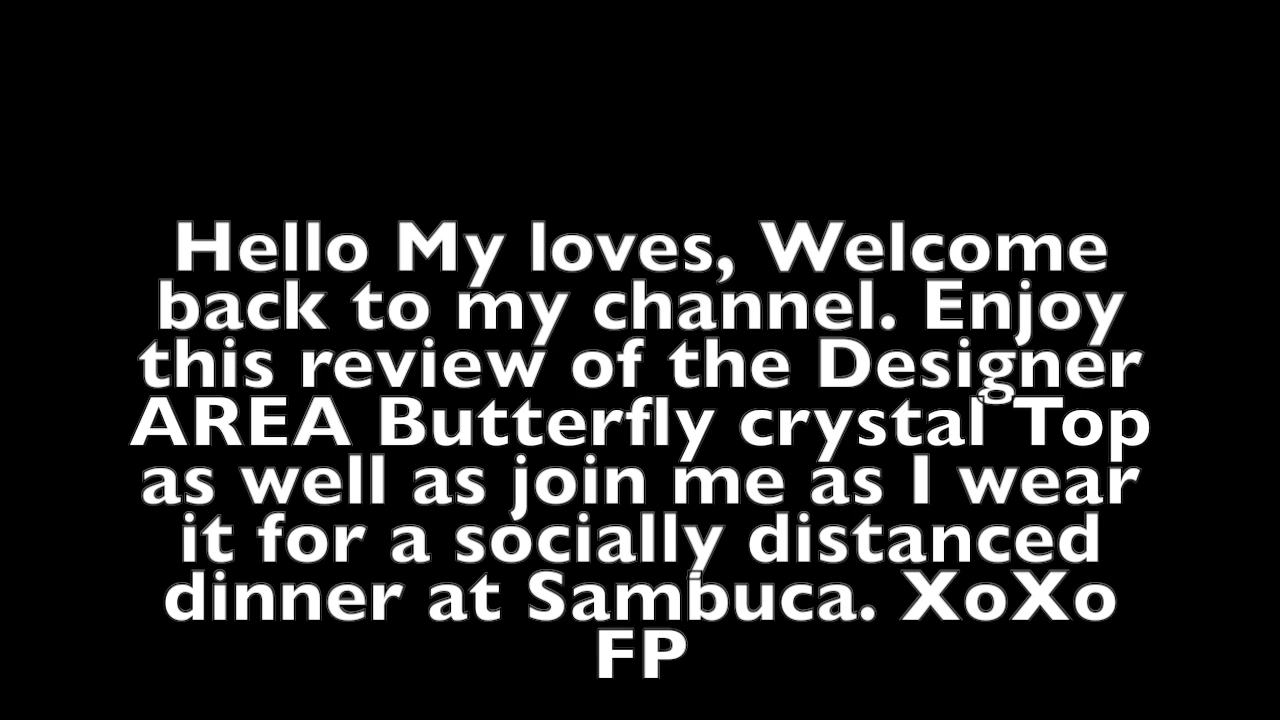 Hello My loves, Welcome
back to my channel. Enjoy
this review of the Designer
AREA Butterfly crystal Top
as well as join me as I wear
it for a socially distanced
dinner at Sambuca. XoXo
FP